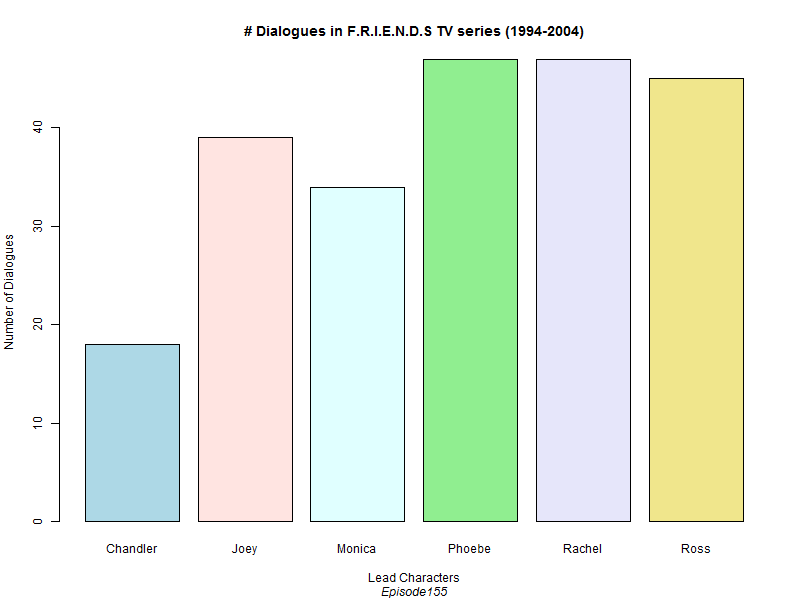 # Dialogues in F.R.I.E.N.D.S TV series (1994-2004)
Number of Dialogues
40
30
20
10
0
Chandler Joey Monica Phoebe Rachel Ross
Lead Characters
Episode155